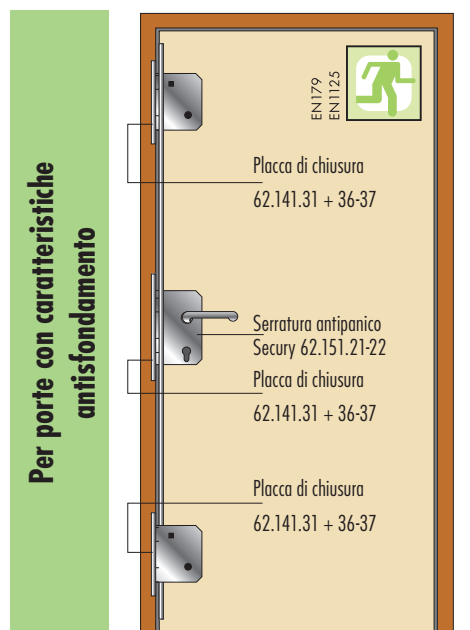 Per porte con caratteristiche
antisfondamento
EN179
EN1125
Placca di chiusura
62.141.31 + 36-37
Serratura antipanico
Secury 62.151.21-22
Placca di chiusura
62.141.31 + 36-37
Placca di chiusura
62.141.31 + 36-37